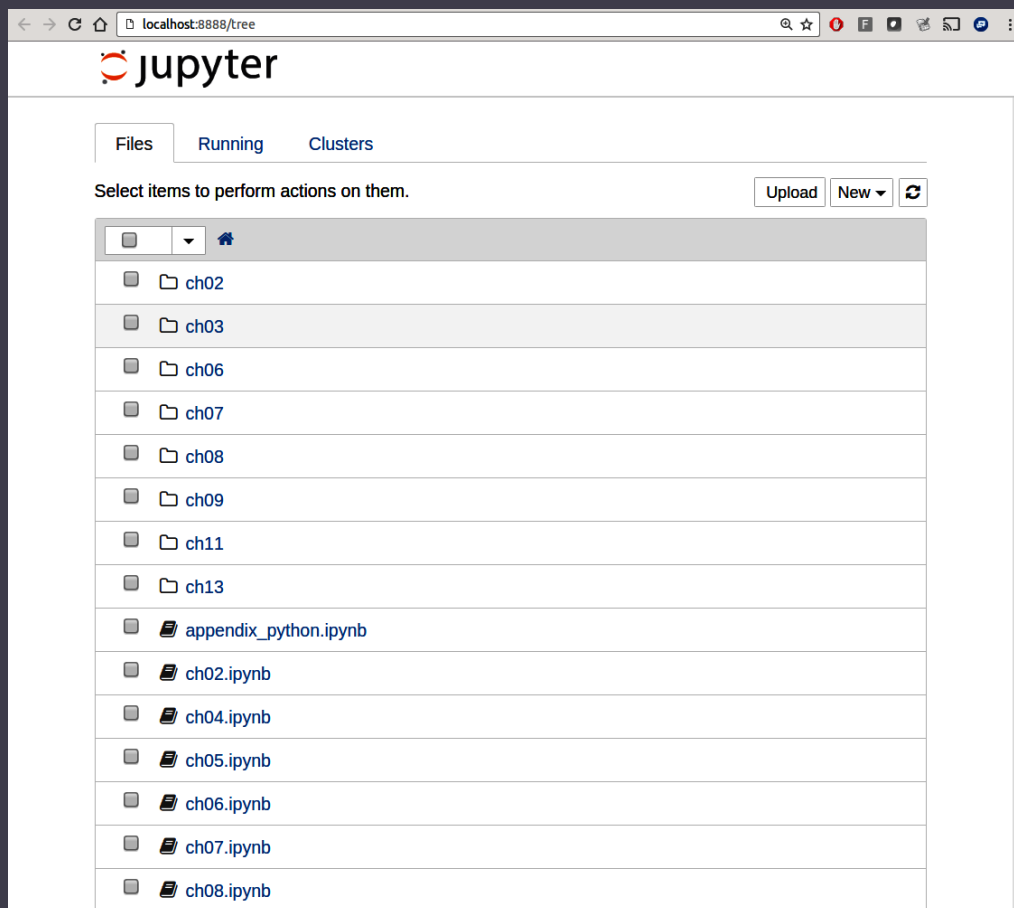 localhost:8888/tree
F
jupyter
Files Running Clusters
Select items to perform actions on them. Upload New
ch02
ch03
ch06
ch07
ch08
ch09
ch11
ch13
appendix_python.ipynb
ch02.ipynb
ch04.ipynb
ch05.ipynb
ch06.ipynb
ch07.ipynb
ch08.ipynb